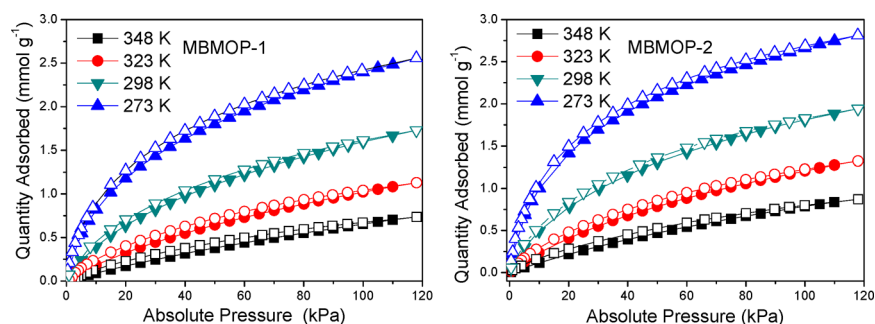 MBMOP-1
348 K
323 K
298 K
273 K
Quantity Adsorbed (mmol g⁻¹)
3.0
2.5
2.0
1.5
1.0
0.5
0.0
0 20 40 60 80 100 120
Absolute Pressure (kPa)
MBMOP-2
348 K
323 K
298 K
273 K
Quantity Adsorbed (mmol g⁻¹)
3.0
2.5
2.0
1.5
1.0
0.5
0.0
0 20 40 60 80 100 120
Absolute Pressure (kPa)